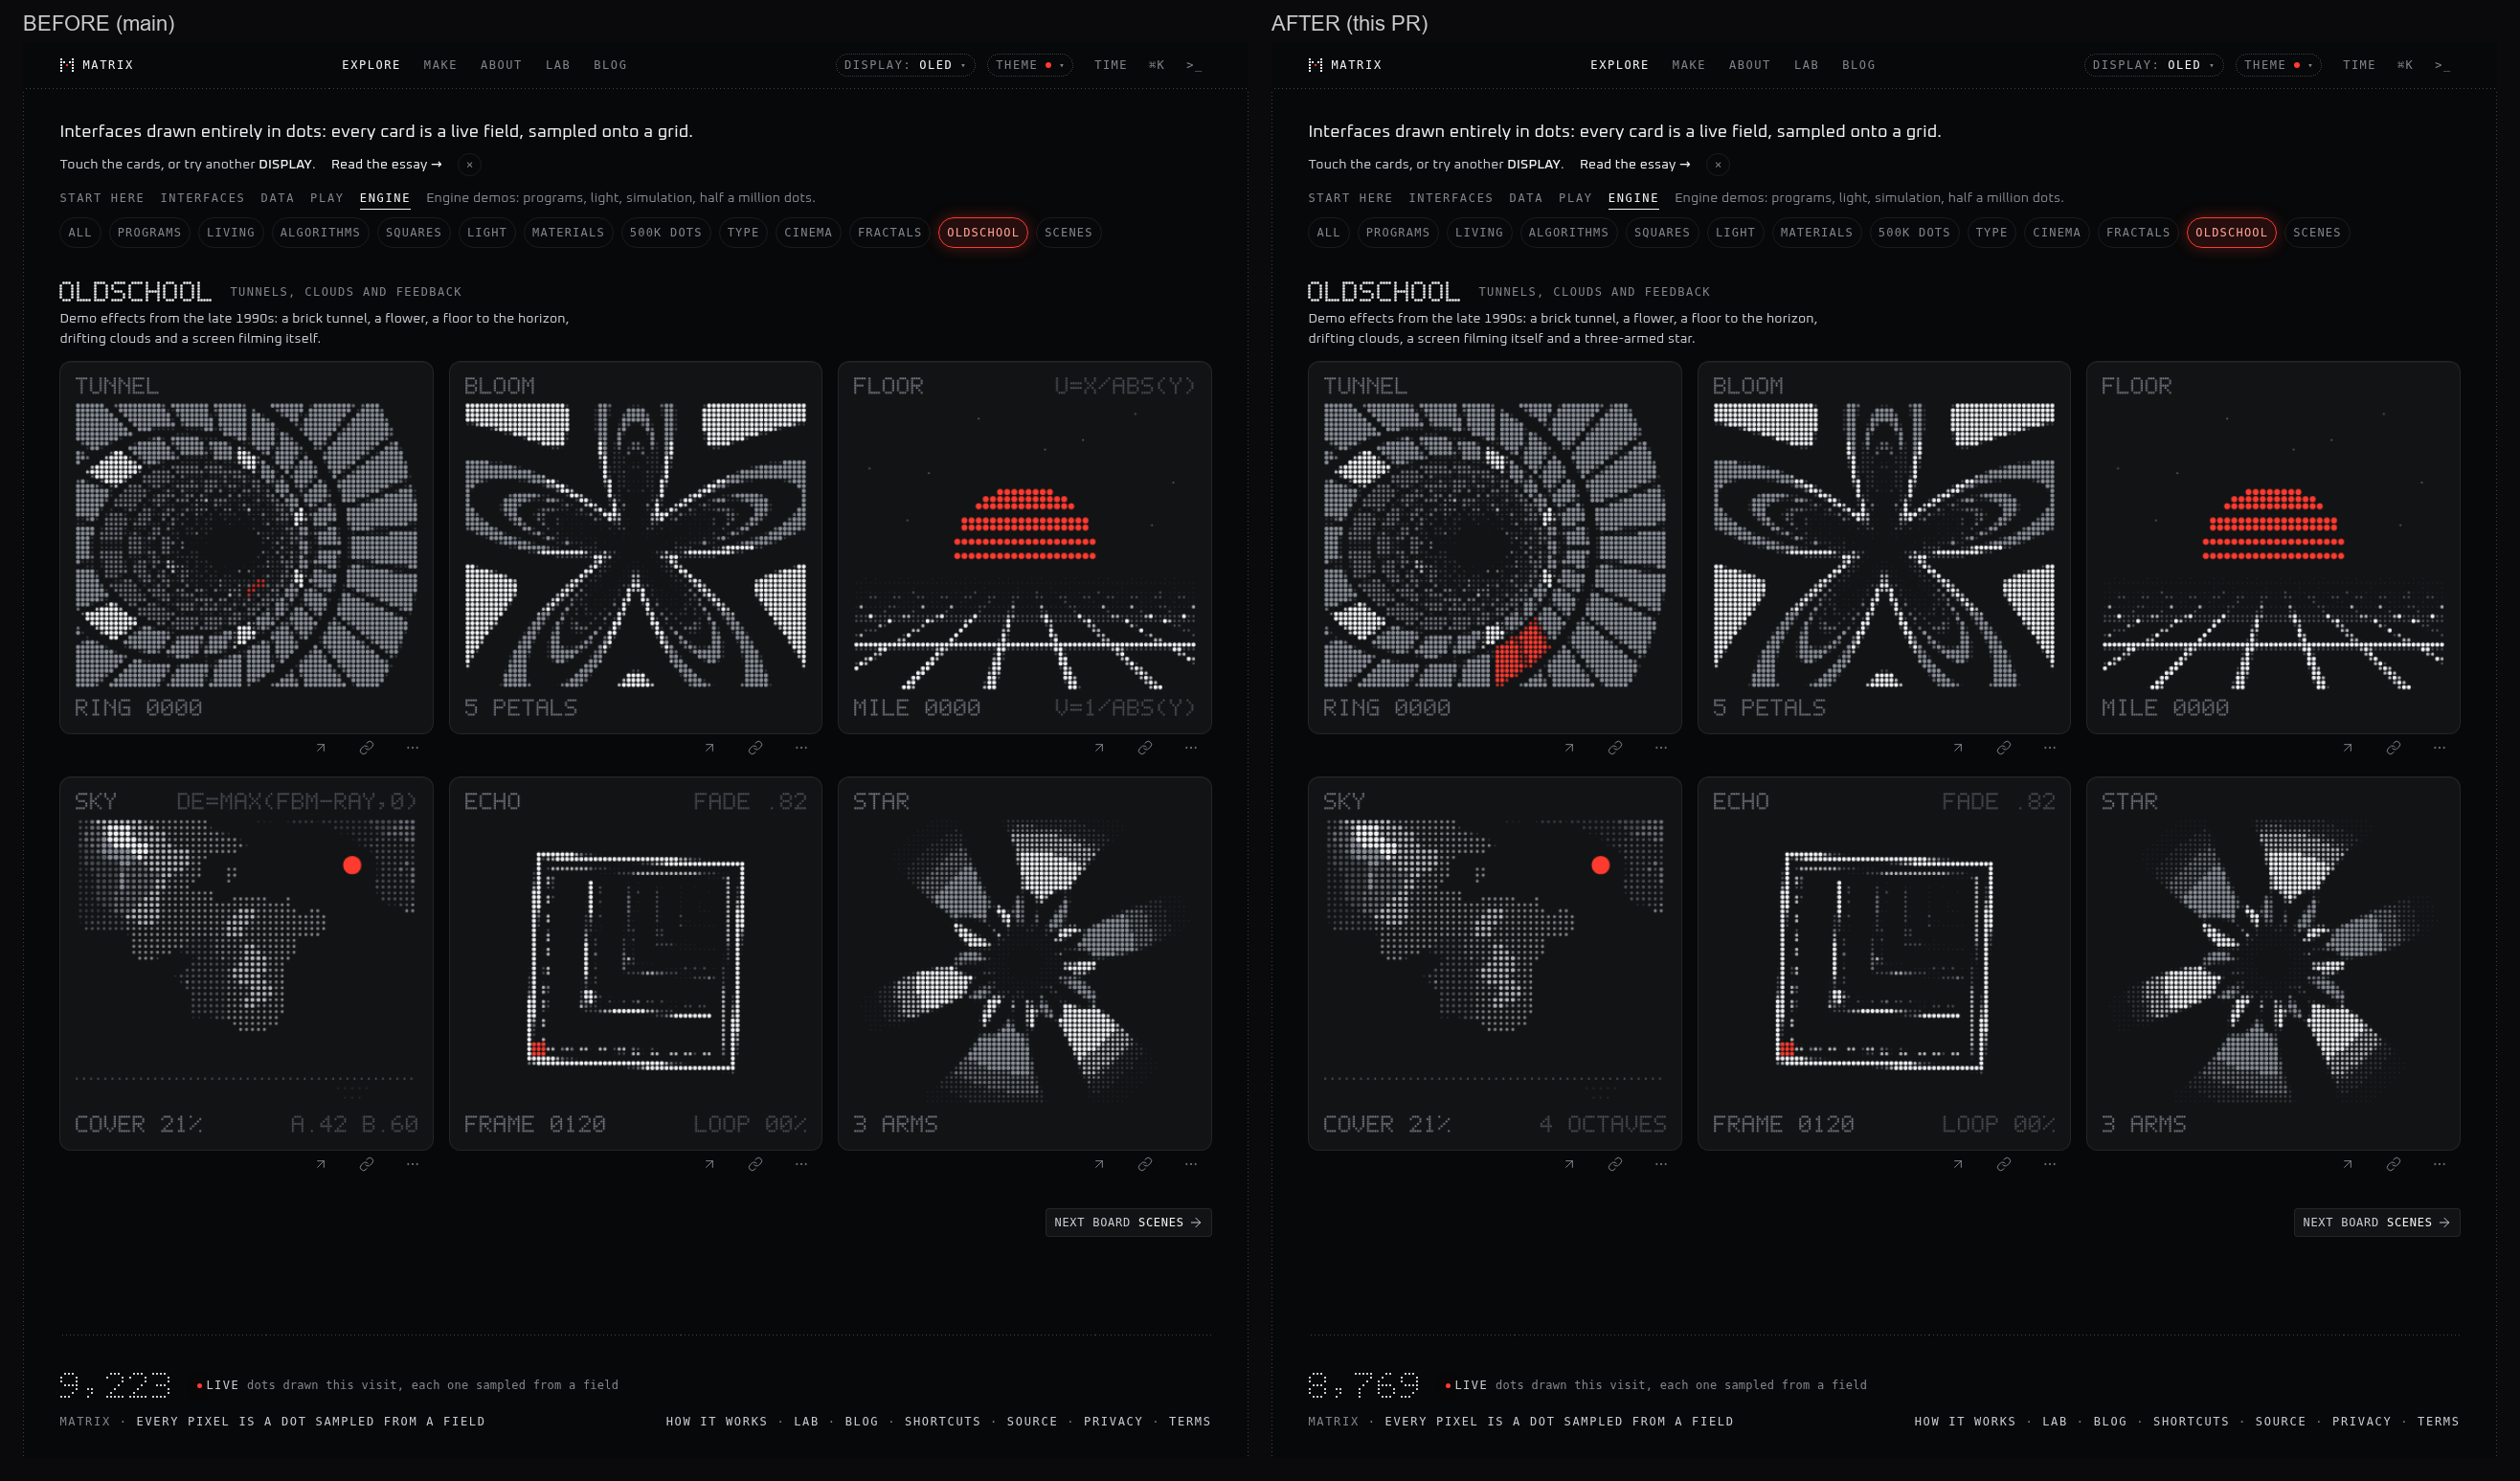 BEFORE (main)
MATRIX
EXPLORE MAKE ABOUT LAB BLOG
DISPLAY: OLED THEME TIME ⌘K >_
Interfaces drawn entirely in dots: every card is a live field, sampled onto a grid.
Touch the cards, or try another DISPLAY. Read the essay → ×
START HERE INTERFACES DATA PLAY ENGINE Engine demos: programs, light, simulation, half a million dots.
ALL PROGRAMS LIVING ALGORITHMS SQUARES LIGHT MATERIALS 500K DOTS TYPE CINEMA FRACTALS OLDSCHOOL SCENES
OLDSCHOOL TUNNELS, CLOUDS AND FEEDBACK
Demo effects from the late 1990s: a brick tunnel, a flower, a floor to the horizon,
drifting clouds and a screen filming itself.
TUNNEL
RING 0000
BLOOM
5 PETALS
FLOOR U=X/ABS(Y)
MILE 0000 V=1/ABS(Y)
SKY DE=MAX(FBM-RAY,0)
COVER 21% A.42 B.60
ECHO FADE .82
FRAME 0120 LOOP 00%
STAR
3 ARMS
NEXT BOARD SCENES →
9,223 LIVE dots drawn this visit, each one sampled from a field
MATRIX · EVERY PIXEL IS A DOT SAMPLED FROM A FIELD
HOW IT WORKS · LAB · BLOG · SHORTCUTS · SOURCE · PRIVACY · TERMS
AFTER (this PR)
MATRIX
EXPLORE MAKE ABOUT LAB BLOG
DISPLAY: OLED THEME TIME ⌘K >_
Interfaces drawn entirely in dots: every card is a live field, sampled onto a grid.
Touch the cards, or try another DISPLAY. Read the essay → ×
START HERE INTERFACES DATA PLAY ENGINE Engine demos: programs, light, simulation, half a million dots.
ALL PROGRAMS LIVING ALGORITHMS SQUARES LIGHT MATERIALS 500K DOTS TYPE CINEMA FRACTALS OLDSCHOOL SCENES
OLDSCHOOL TUNNELS, CLOUDS AND FEEDBACK
Demo effects from the late 1990s: a brick tunnel, a flower, a floor to the horizon,
drifting clouds, a screen filming itself and a three-armed star.
TUNNEL
RING 0000
BLOOM
5 PETALS
FLOOR
MILE 0000
SKY
COVER 21% 4 OCTAVES
ECHO FADE .82
FRAME 0120 LOOP 00%
STAR
3 ARMS
NEXT BOARD SCENES →
8,769 LIVE dots drawn this visit, each one sampled from a field
MATRIX · EVERY PIXEL IS A DOT SAMPLED FROM A FIELD
HOW IT WORKS · LAB · BLOG · SHORTCUTS · SOURCE · PRIVACY · TERMS